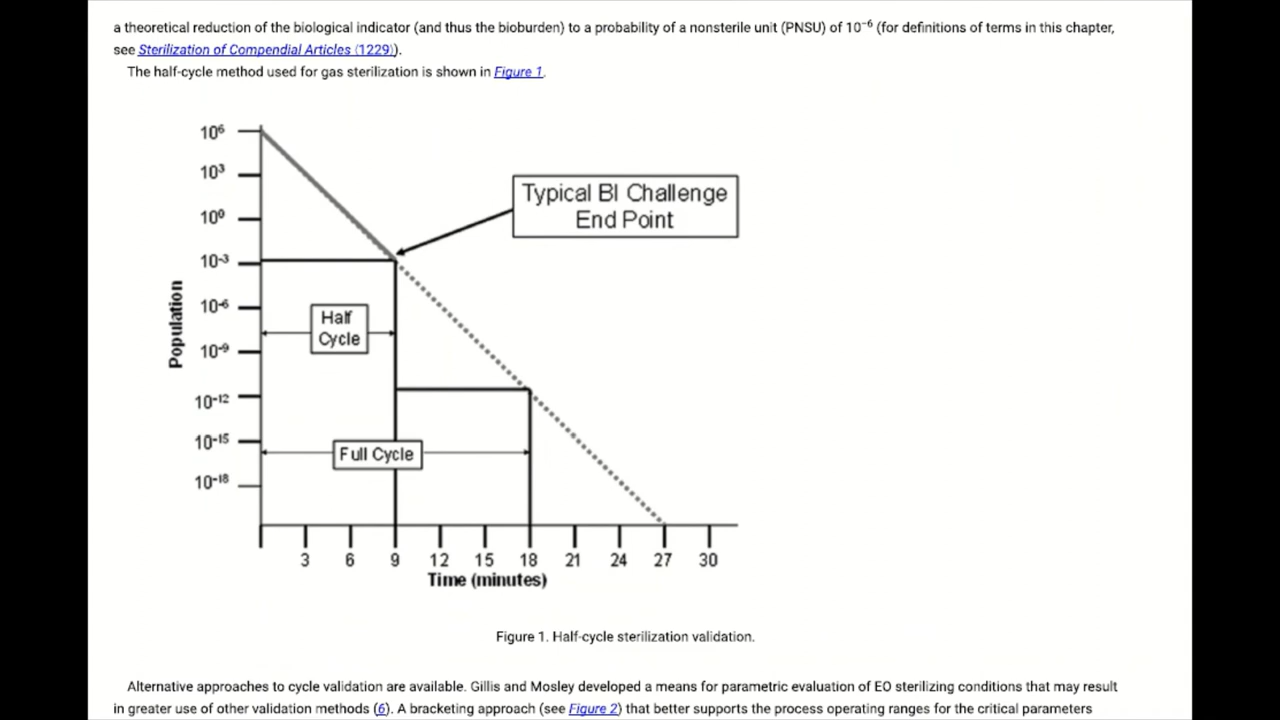 a theoretical reduction of the biological indicator (and thus the bioburden) to a probability of a nonsterile unit (PNSU) of 10⁻⁶ (for definitions of terms in this chapter,
see Sterilization of Compendial Articles ⟨1229⟩).
The half-cycle method used for gas sterilization is shown in Figure 1.
10⁶
10³
10⁰
10⁻³
10⁻⁶
10⁻⁹
10⁻¹²
10⁻¹⁵
10⁻¹⁸
Population
Typical BI Challenge
End Point
Half
Cycle
Full Cycle
3 6 9 12 15 18 21 24 27 30
Time (minutes)
Figure 1. Half-cycle sterilization validation.
Alternative approaches to cycle validation are available. Gillis and Mosley developed a means for parametric evaluation of EO sterilizing conditions that may result
in greater use of other validation methods (6). A bracketing approach (see Figure 2) that better supports the process operating ranges for the critical parameters